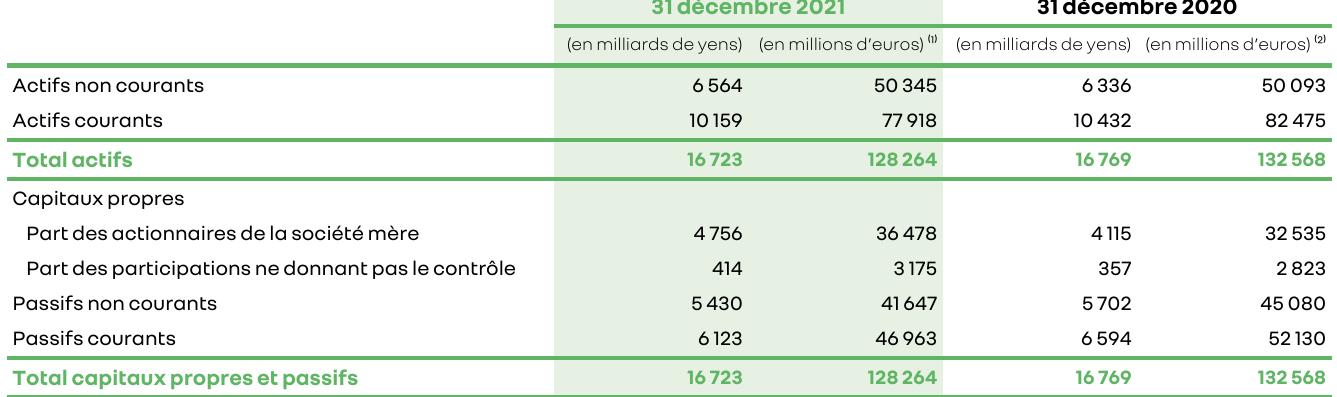 31 décembre 2021 31 décembre 2020
(en milliards de yens) (en millions d’euros) (1) (en milliards de yens) (en millions d’euros) (2)
Actifs non courants 6 564 50 345 6 336 50 093
Actifs courants 10 159 77 918 10 432 82 475
Total actifs 16 723 128 264 16 769 132 568
Capitaux propres
Part des actionnaires de la société mère 4 756 36 478 4 115 32 535
Part des participations ne donnant pas le contrôle 414 3 175 357 2 823
Passifs non courants 5 430 41 647 5 702 45 080
Passifs courants 6 123 46 963 6 594 52 130
Total capitaux propres et passifs 16 723 128 264 16 769 132 568